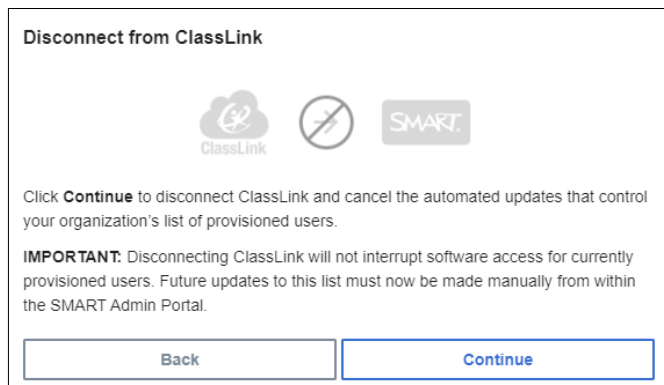 Disconnect from ClassLink
ClassLink
SMART
Click Continue to disconnect ClassLink and cancel the automated updates that control
your organization's list of provisioned users.
IMPORTANT: Disconnecting ClassLink will not interrupt software access for currently
provisioned users. Future updates to this list must now be made manually from within
the SMART Admin Portal.
Back
Continue